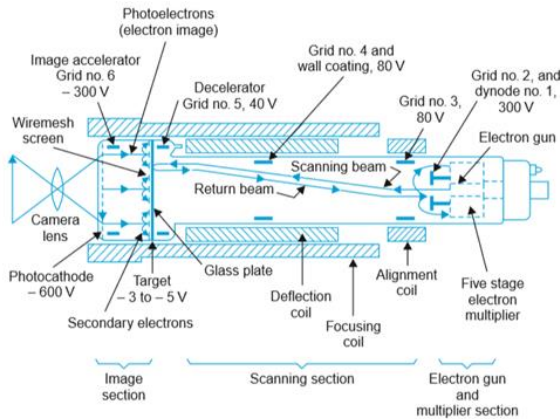 Photoelectrons
(electron image)
Image accelerator
Grid no. 6
– 300 V
Wiremesh
screen
Decelerator
Grid no. 5, 40 V
Grid no. 4 and
wall coating, 80 V
Grid no. 3,
80 V
Grid no. 2, and
dynode no. 1,
300 V
Electron gun
Scanning beam
Return beam
Camera
lens
Photocathode
– 600 V
Target
– 3 to – 5 V
Secondary electrons
Glass plate
Deflection
coil
Focusing
coil
Alignment
coil
Five stage
electron
multiplier
Image
section
Scanning section
Electron gun
and
multiplier section